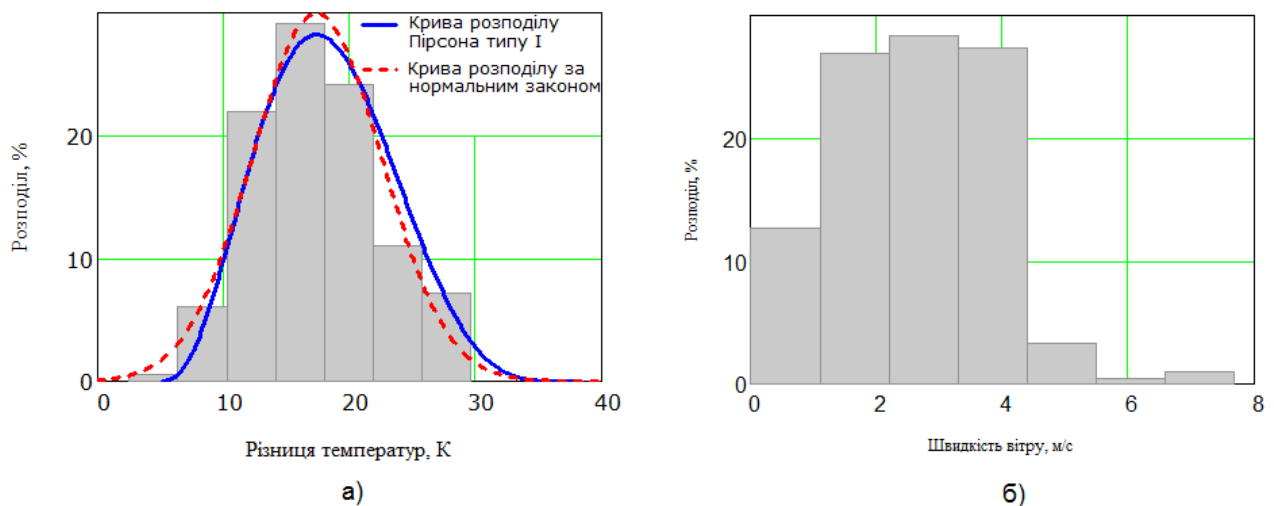 Крива розподілу
Пірсона типу I
Крива розподілу за
нормальним законом
Розподіл, %
20
10
0
0
10
20
30
40
Різниця температур, К
а)
Розподіл, %
20
10
0
0
2
4
6
8
Швидкість вітру, м/с
б)